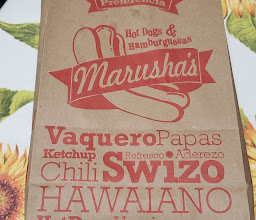 Preferencia
Hot Dogs &
Hamburguesas
Marusha's
Vaquero Papas
Ketchup Refresco Aderezo
Chili Swizo
HAWAIANO